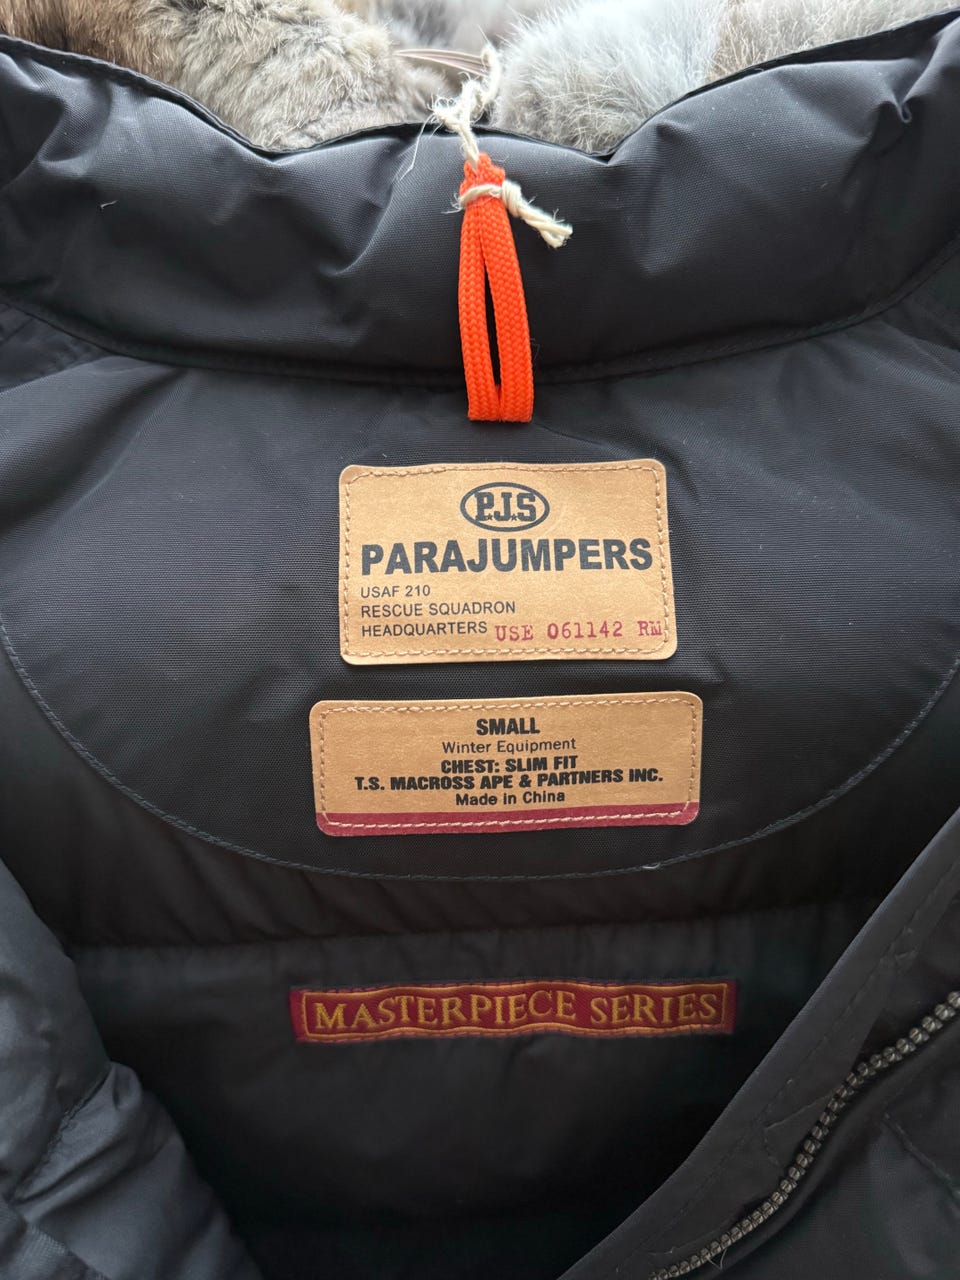 P.J.S
PARAJUMPERS
USAF 210
RESCUE SQUADRON
HEADQUARTERS USE 061142 RM
SMALL
Winter Equipment
CHEST: SLIM FIT
T.S. MACROSS APE & PARTNERS INC.
Made in China
MASTERPIECE SERIES